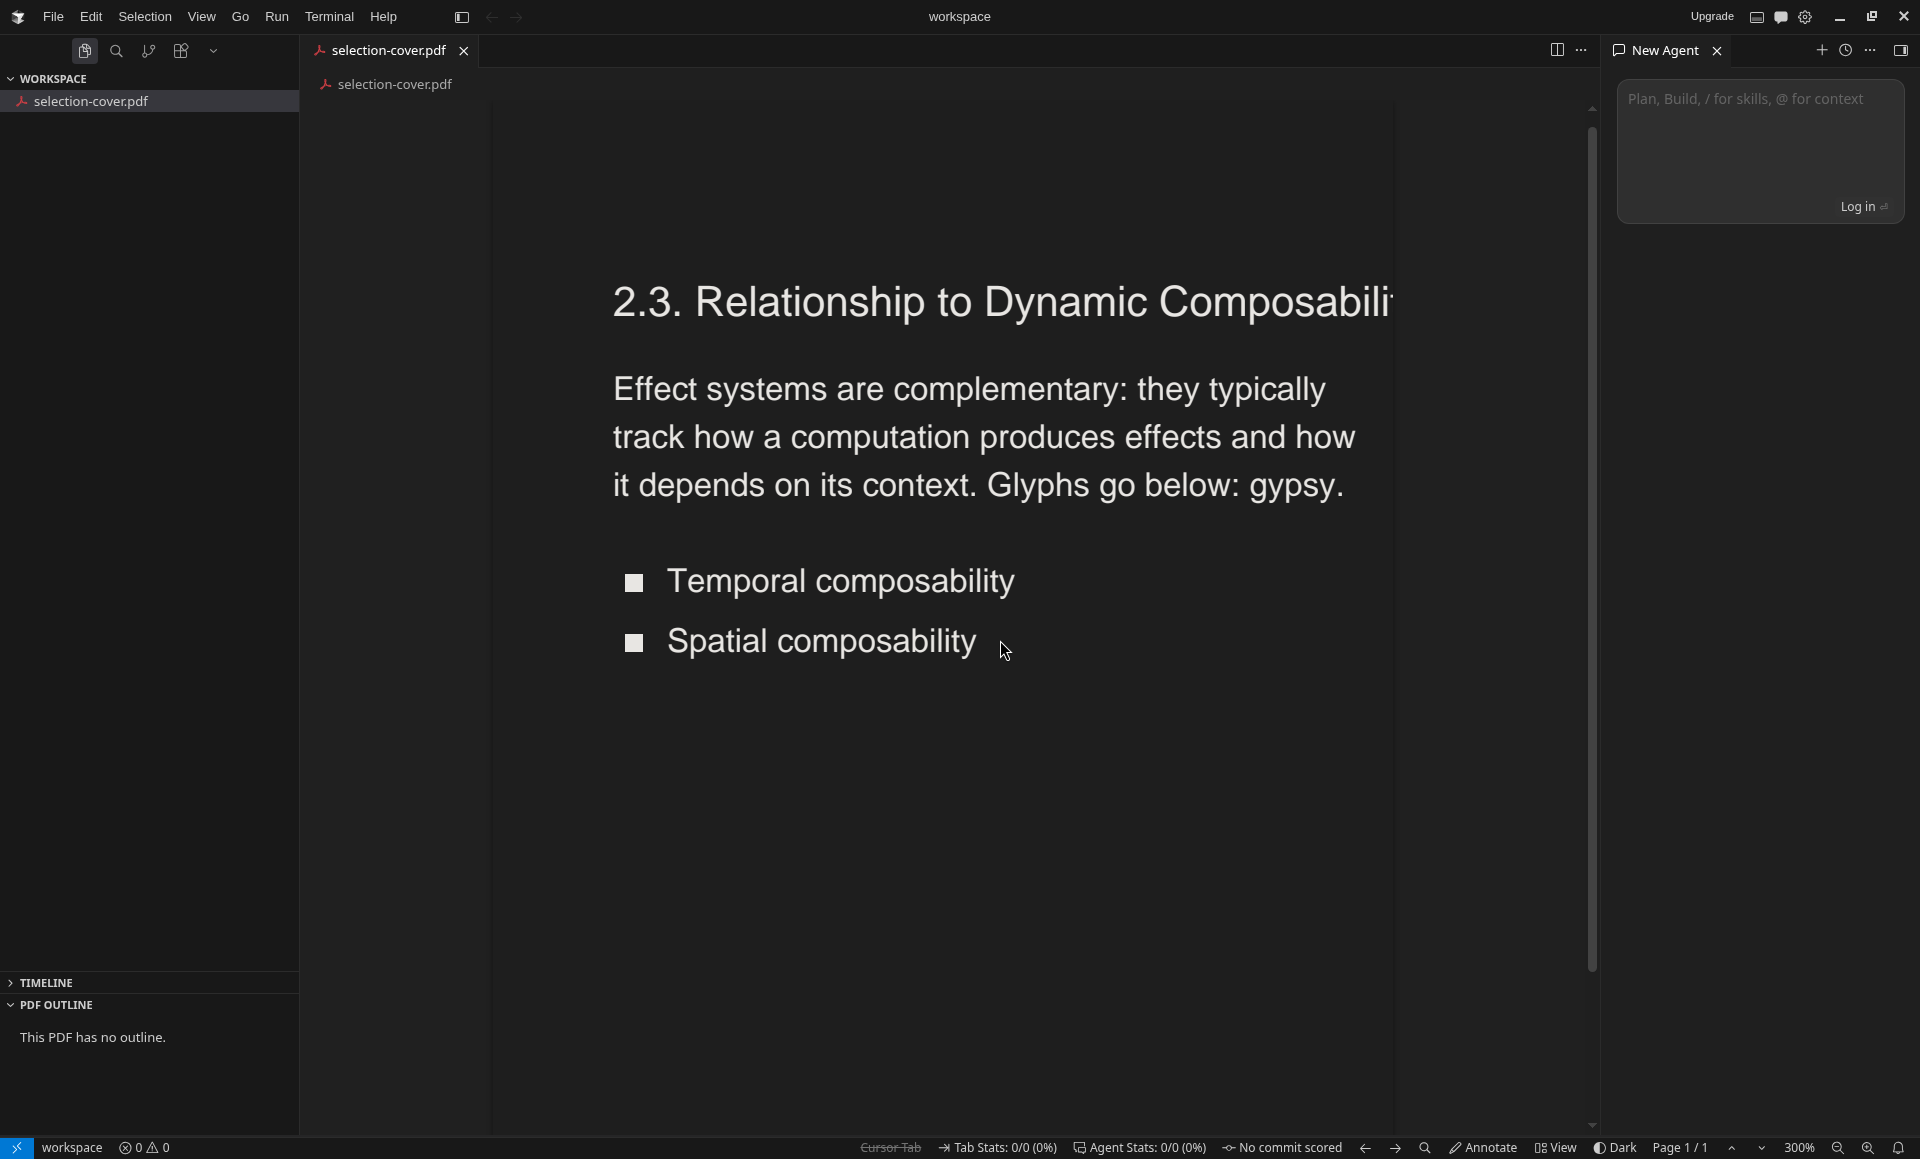 File Edit Selection View Go Run Terminal Help
workspace
Upgrade
WORKSPACE
selection-cover.pdf
selection-cover.pdf
selection-cover.pdf
2.3. Relationship to Dynamic Composabilit
Effect systems are complementary: they typically
track how a computation produces effects and how
it depends on its context. Glyphs go below: gypsy.
Temporal composability
Spatial composability
New Agent
Plan, Build, / for skills, @ for context
Log in
TIMELINE
PDF OUTLINE
This PDF has no outline.
workspace 0 0 Cursor Tab Tab Stats: 0/0 (0%) Agent Stats: 0/0 (0%) No commit scored Annotate View Dark Page 1 / 1 300%